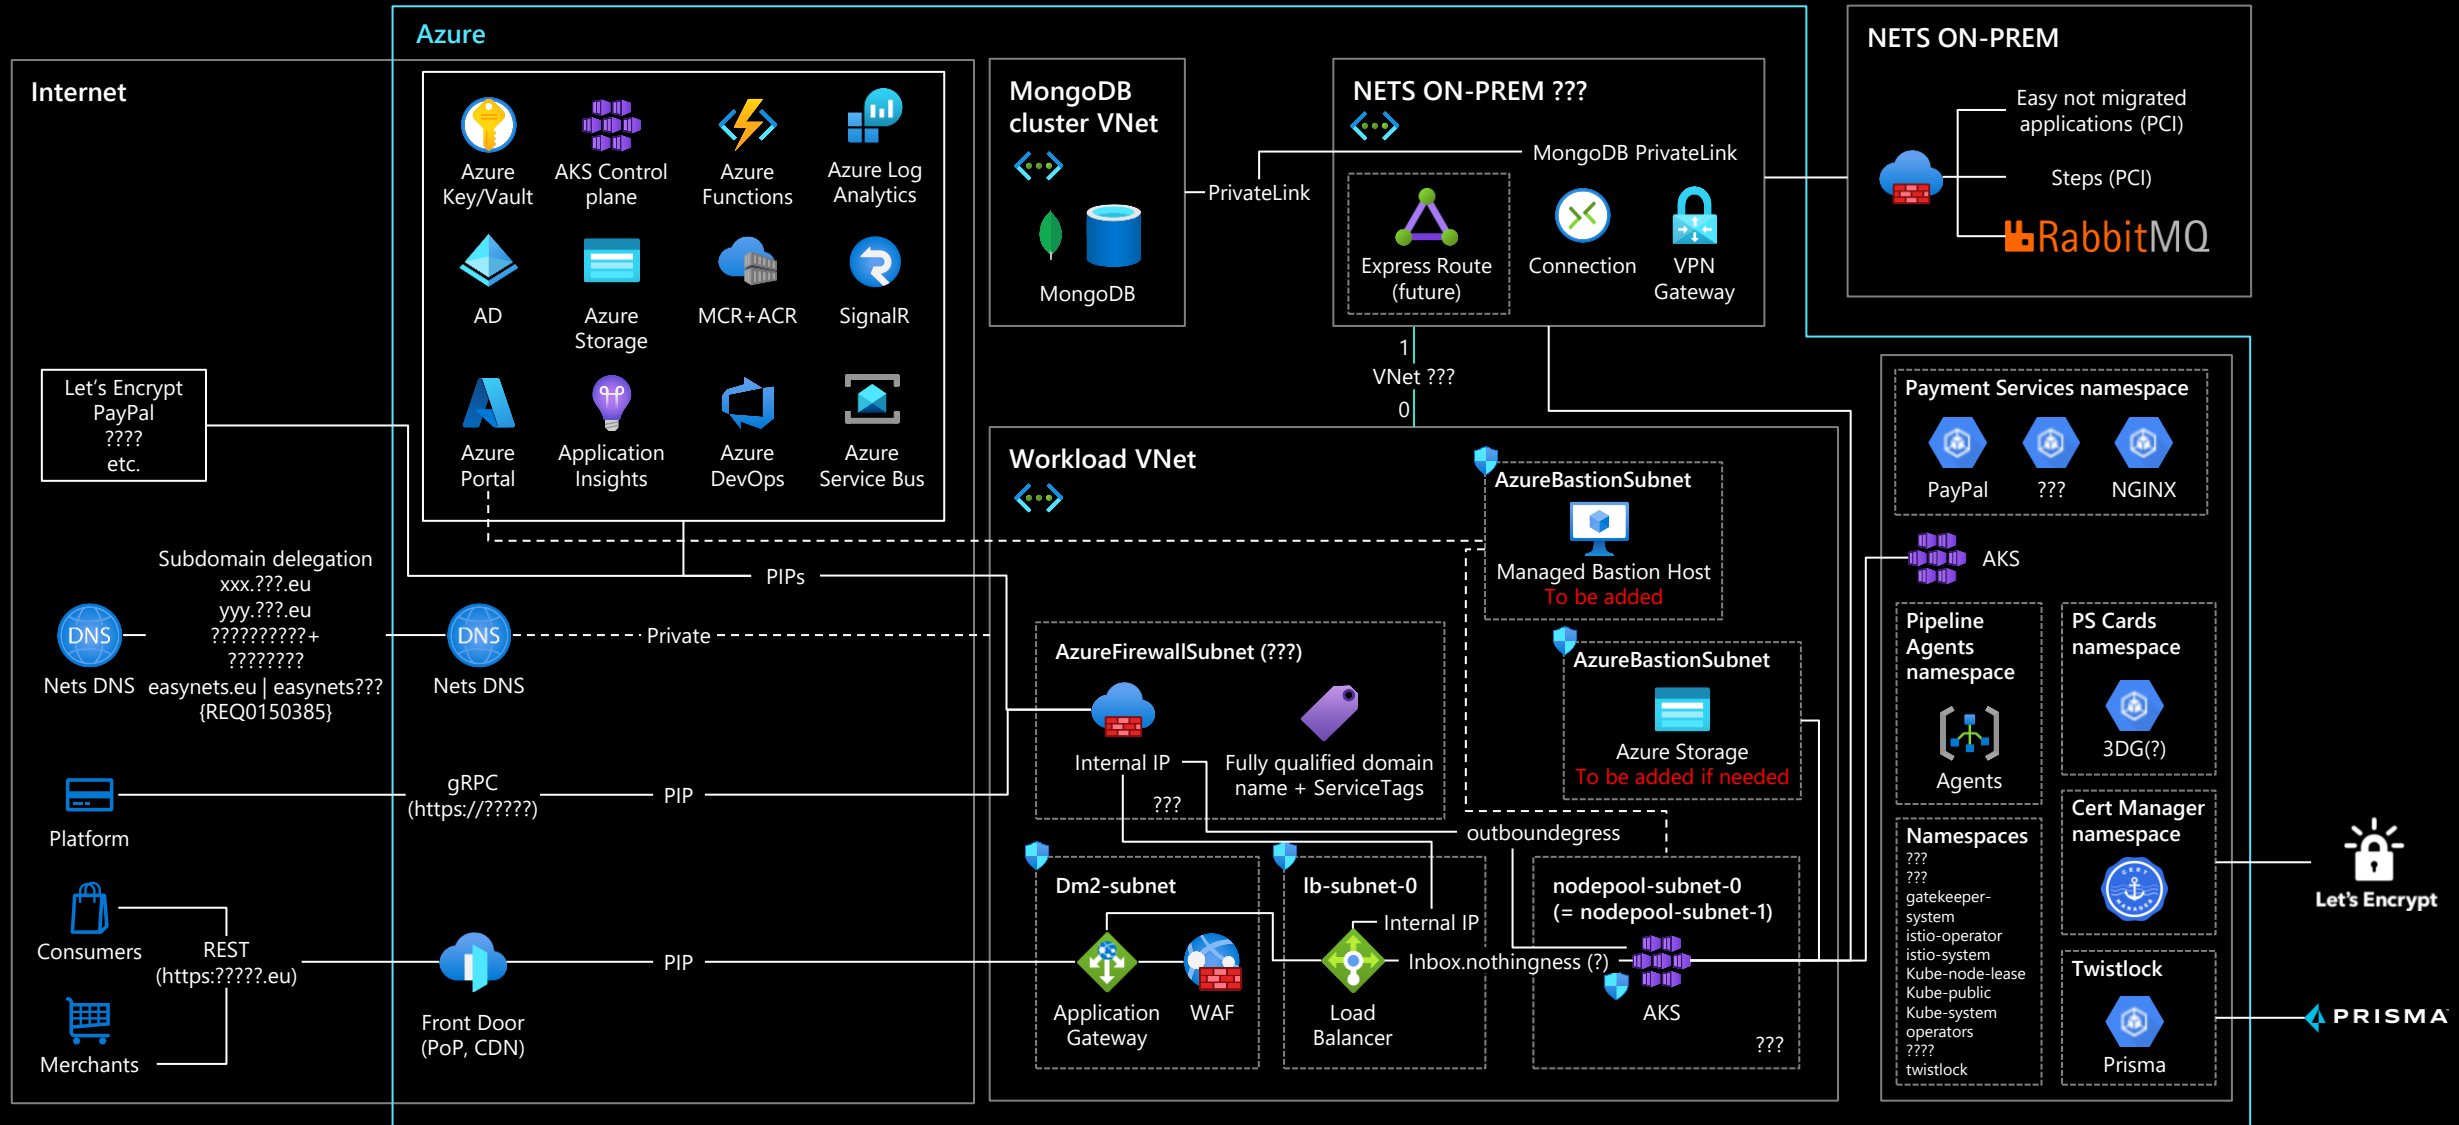 Azure
Internet
Azure
Key/Vault
AKS Control
plane
Azure
Functions
Azure Log
Analytics
AD
Azure
Storage
MCR+ACR
SignalR
Azure
Portal
Application
Insights
Azure
DevOps
Azure
Service Bus
Let's Encrypt
PayPal
????
etc.
PIPs
Subdomain delegation
xxx.???.eu
yyy.???.eu
??????????+
????????
easynets.eu | easynets???
{REQ0150385}
DNS
Nets DNS
DNS
Nets DNS
Private
Platform
gRPC
(https://?????)
PIP
Consumers
Merchants
REST
(https:?????.eu)
Front Door
(PoP, CDN)
PIP
MongoDB
cluster VNet
MongoDB
PrivateLink
NETS ON-PREM ???
MongoDB PrivateLink
Express Route
(future)
Connection
VPN
Gateway
1
VNet ???
0
NETS ON-PREM
Easy not migrated
applications (PCI)
Steps (PCI)
RabbitMQ
Workload VNet
AzureBastionSubnet
Managed Bastion Host
To be added
AzureBastionSubnet
Azure Storage
To be added if needed
AzureFirewallSubnet (???)
Internal IP
Fully qualified domain
name + ServiceTags
???
outboundegress
Dm2-subnet
Application
Gateway
WAF
lb-subnet-0
Internal IP
Load
Balancer
Inbox.nothingness (?)
nodepool-subnet-0
(= nodepool-subnet-1)
AKS
???
Payment Services namespace
PayPal
???
NGINX
AKS
Pipeline
Agents
namespace
Agents
PS Cards
namespace
3DG(?)
Namespaces
???
???
gatekeeper-
system
istio-operator
istio-system
Kube-node-lease
Kube-public
Kube-system
operators
????
twistlock
Cert Manager
namespace
CERT
MANAGER
Twistlock
Prisma
Let's Encrypt
PRISMA